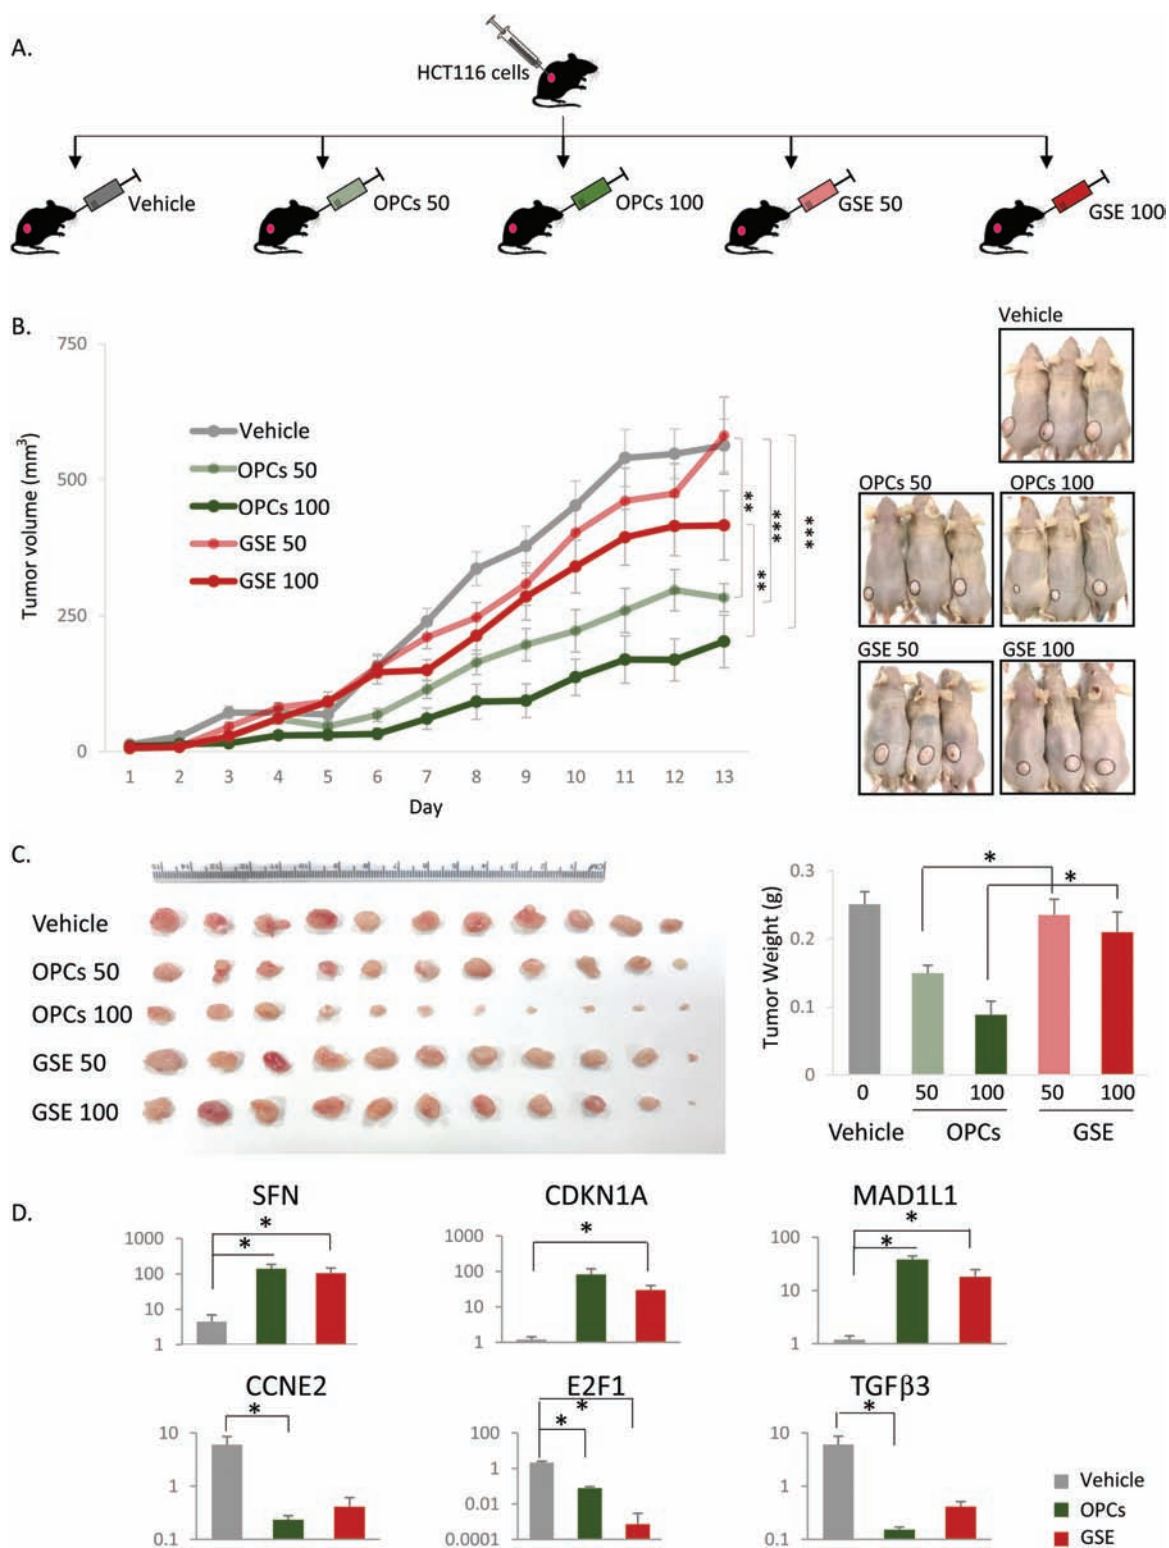 A.
HCT116 cells
Vehicle
OPCs 50
OPCs 100
GSE 50
GSE 100
B.
750
500
250
0
Tumor volume (mm³)
Vehicle
OPCs 50
OPCs 100
GSE 50
GSE 100
**
***
***
**
1 2 3 4 5 6 7 8 9 10 11 12 13
Day
Vehicle
OPCs 50
OPCs 100
GSE 50
GSE 100
C.
Vehicle
OPCs 50
OPCs 100
GSE 50
GSE 100
Tumor Weight (g)
0.3
0.2
0.1
0
*
*
0 50 100 50 100
Vehicle OPCs GSE
D.
SFN
1000
100
10
1
*
*
CDKN1A
1000
100
10
1
*
MAD1L1
100
10
1
*
*
CCNE2
10
1
0.1
*
E2F1
100
1
0.01
0.0001
*
*
TGFβ3
10
1
0.1
*
Vehicle
OPCs
GSE